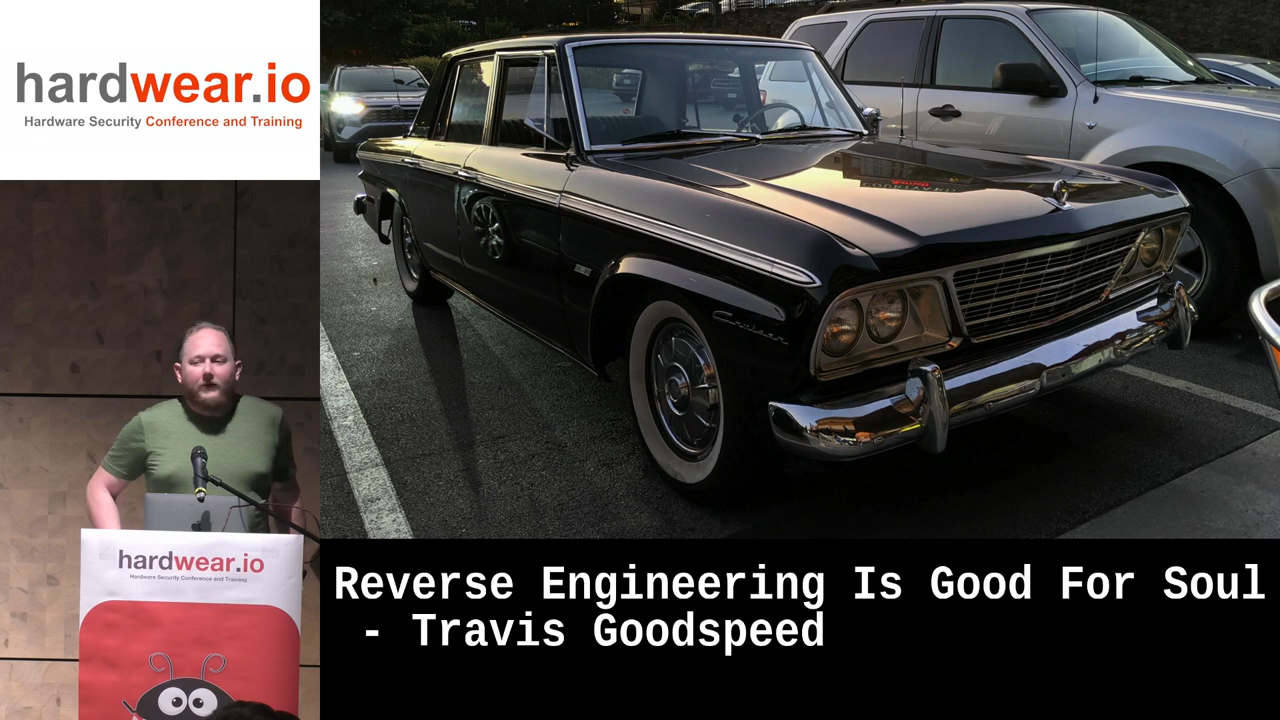 hardwear.io
Hardware Security Conference and Training
Cruiser
hardwear.io
Hardware Security Conference and Training
Reverse Engineering Is Good For Soul
- Travis Goodspeed